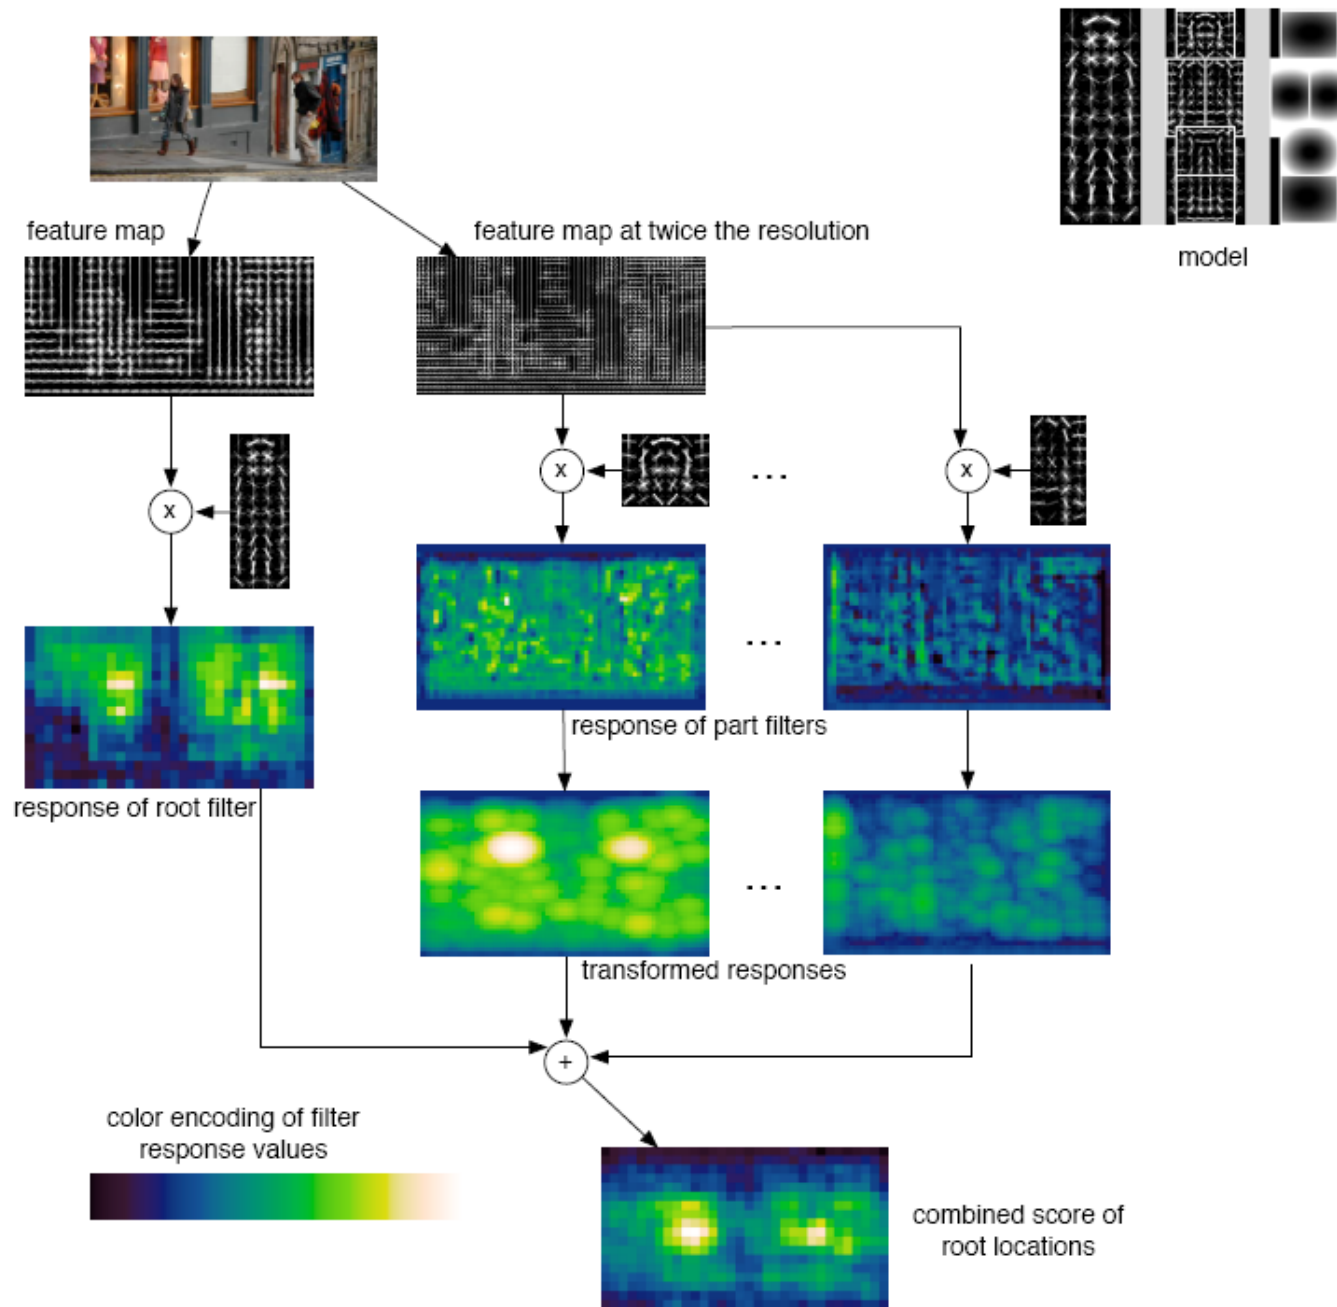 feature map
feature map at twice the resolution
model
x
x
...
x
...
response of part filters
response of root filter
...
transformed responses
+
color encoding of filter
response values
combined score of
root locations